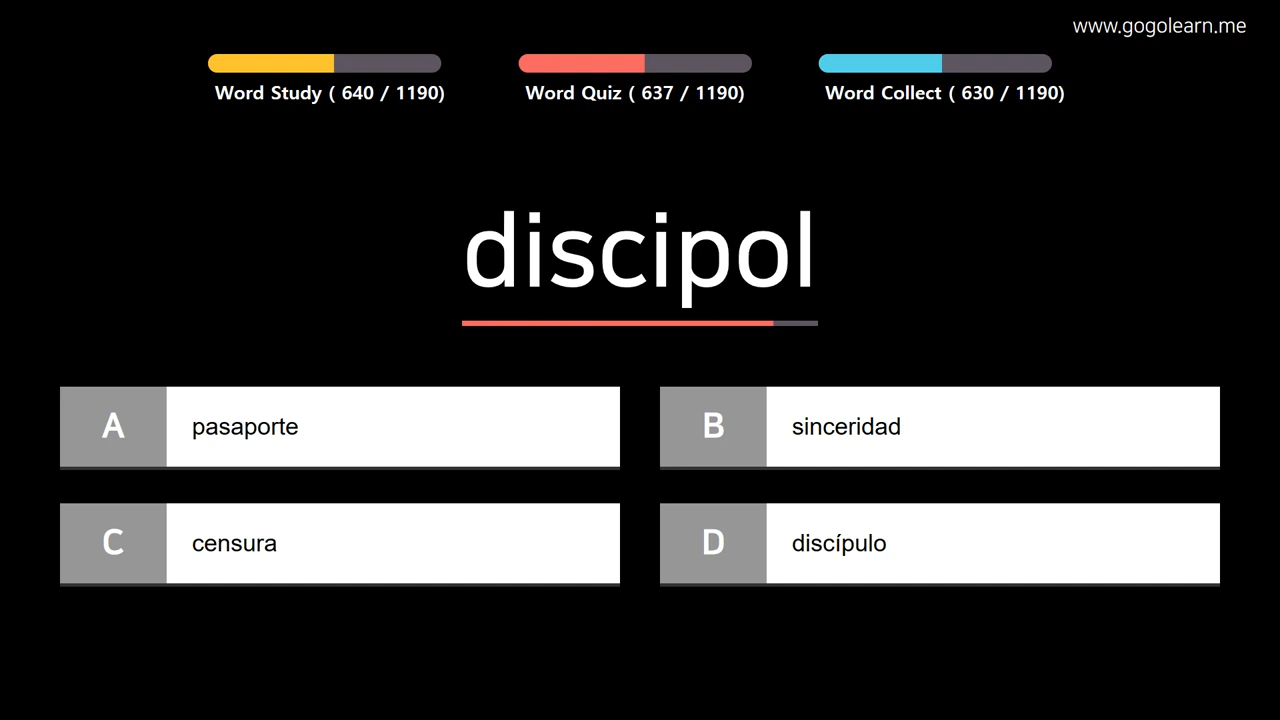 www.gogolearn.me
Word Study ( 640 / 1190)
Word Quiz ( 637 / 1190)
Word Collect ( 630 / 1190)
discipol
A pasaporte
B sinceridad
C censura
D discípulo